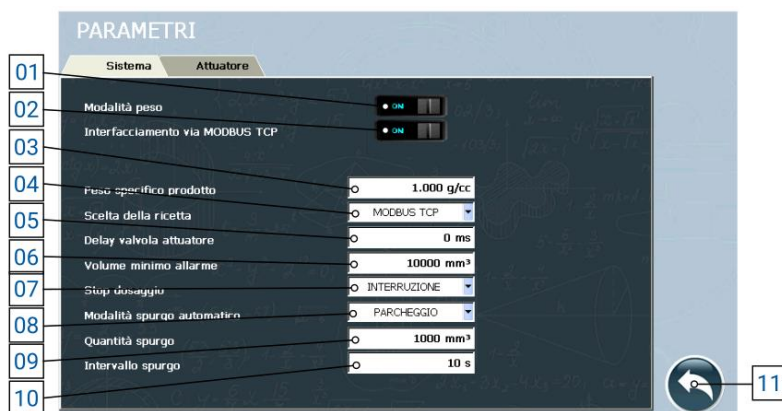 PARAMETRI
Sistema Attuatore
01
Modalità peso ON
02
Interfacciamento via MODBUS TCP ON
03
04
Peso specifico prodotto 1.000 g/cc
Scelta della ricetta MODBUS TCP
05
Delay valvola attuatore 0 ms
06
Volume minimo allarme 10000 mm³
07
Stop dosaggio INTERRUZIONE
08
Modalità spurgo automatico PARCHEGGIO
09
Quantità spurgo 1000 mm³
10
Intervallo spurgo 10 s
11